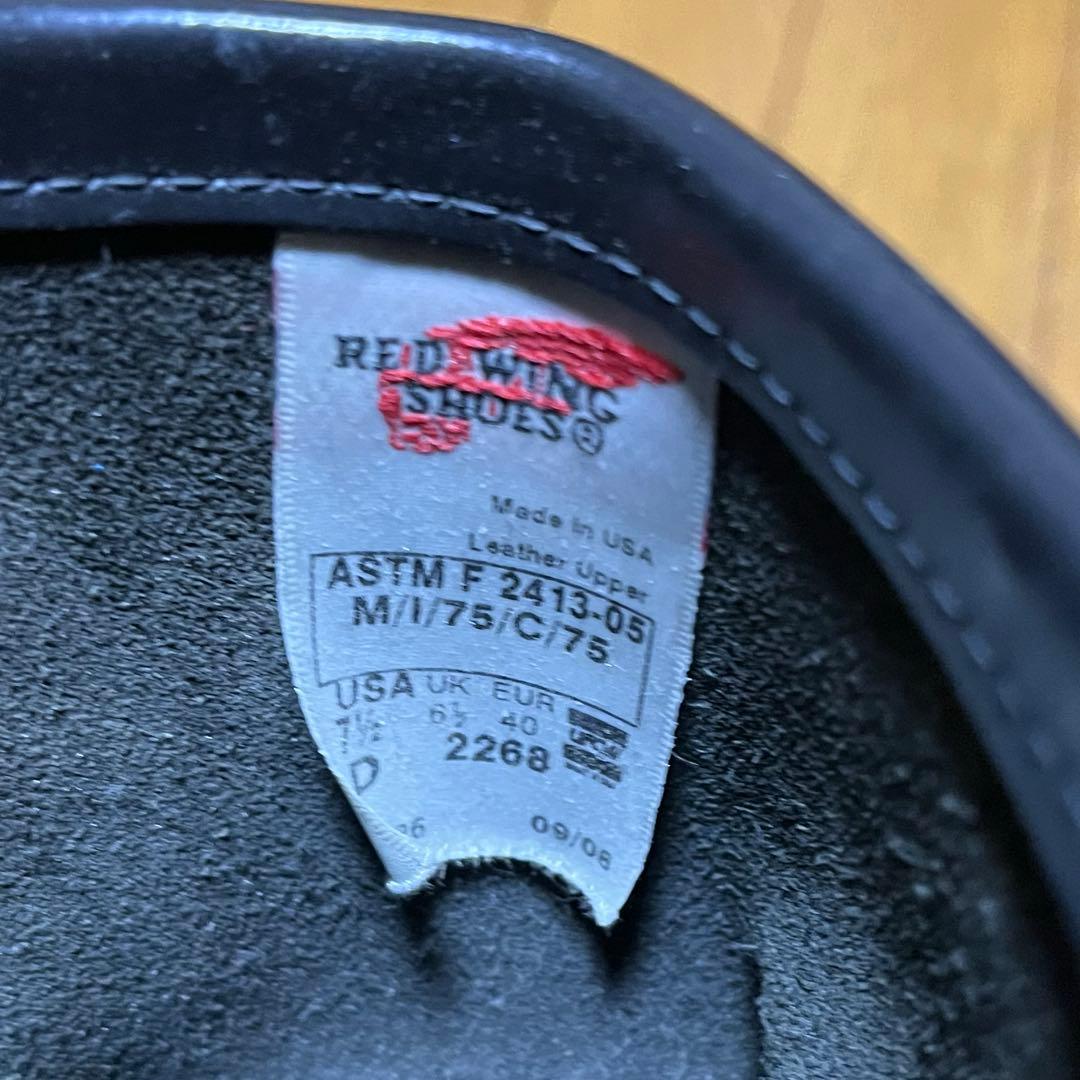 RED WING
SHOES®
Made in USA
Leather Upper
ASTM F 2413-05
M/I/75/C/75
USA UK EUR
7½ 6½ 40
2268
D
09/08